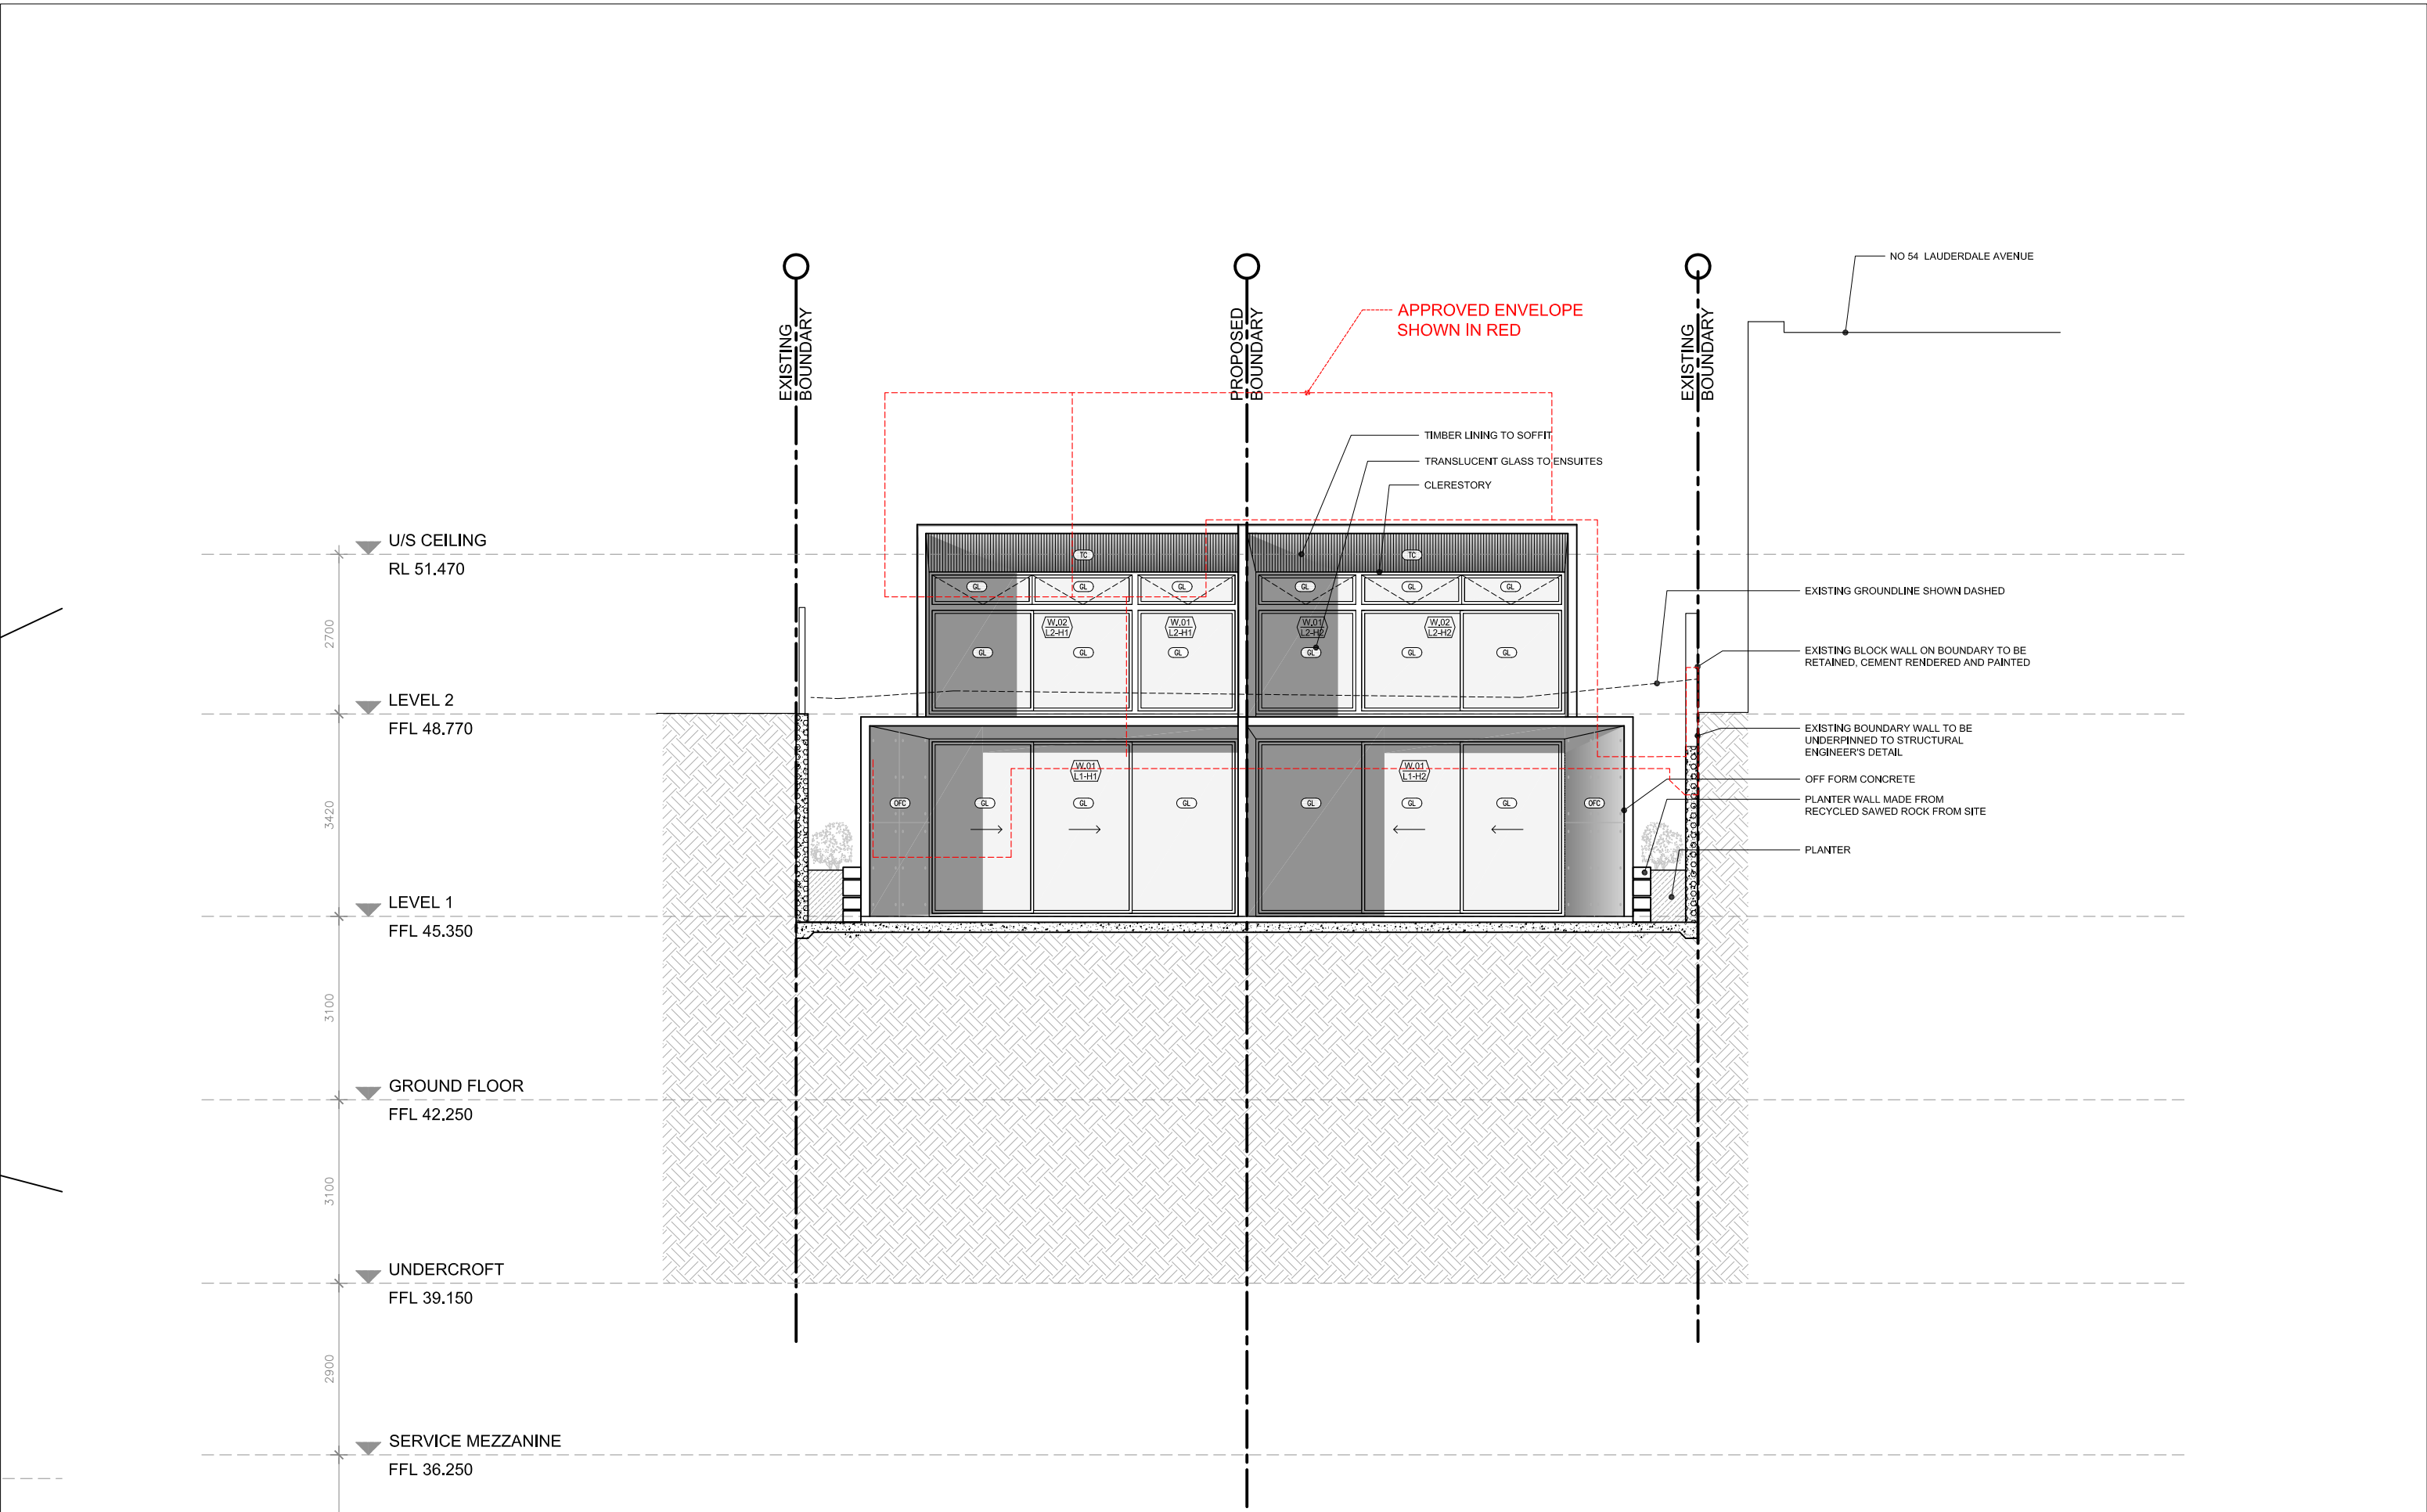 NO 54 LAUDERDALE AVENUE
EXISTING
BOUNDARY
PROPOSED
BOUNDARY
EXISTING
BOUNDARY
APPROVED ENVELOPE
SHOWN IN RED
TIMBER LINING TO SOFFIT
TRANSLUCENT GLASS TO ENSUITES
CLERESTORY
U/S CEILING
RL 51.470
TC
TC
GL
GL
GL
GL
GL
GL
EXISTING GROUNDLINE SHOWN DASHED
2700
W.02
L2-H1
W.01
L2-H1
W.01
L2-H2
W.02
L2-H2
GL
GL
GL
GL
GL
GL
EXISTING BLOCK WALL ON BOUNDARY TO BE
RETAINED, CEMENT RENDERED AND PAINTED
LEVEL 2
FFL 48.770
EXISTING BOUNDARY WALL TO BE
UNDERPINNED TO STRUCTURAL
ENGINEER'S DETAIL
W.01
L1-H1
W.01
L1-H2
OFF FORM CONCRETE
3420
OFC
GL
GL
GL
GL
GL
GL
OFC
PLANTER WALL MADE FROM
RECYCLED SAWED ROCK FROM SITE
PLANTER
LEVEL 1
FFL 45.350
3100
GROUND FLOOR
FFL 42.250
3100
UNDERCROFT
FFL 39.150
2900
SERVICE MEZZANINE
FFL 36.250